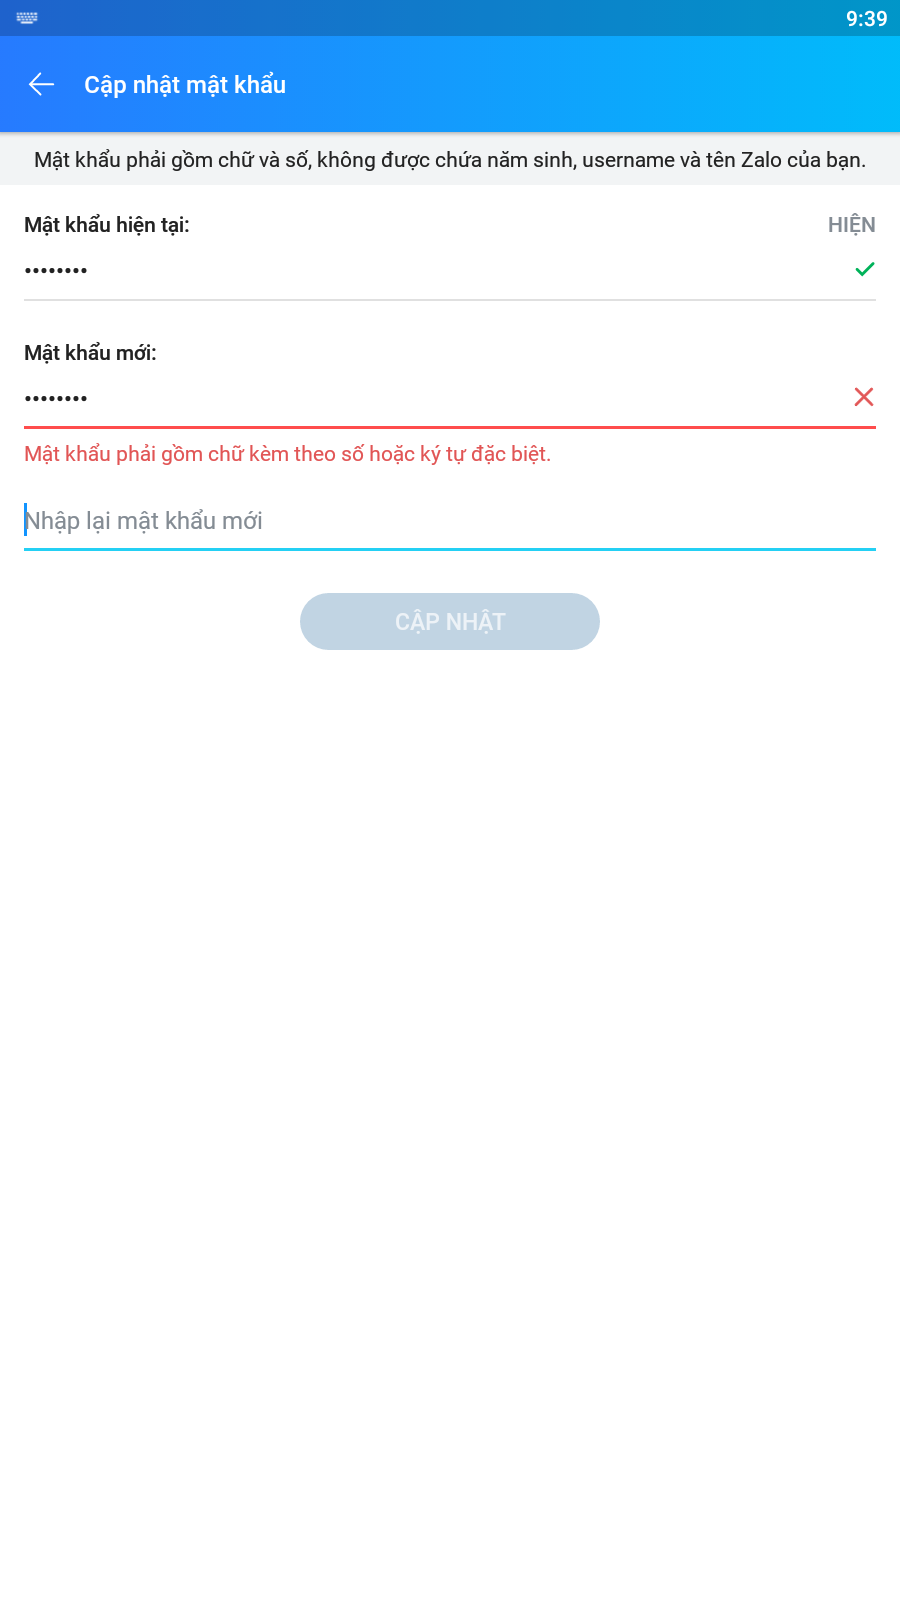 9:39
Cập nhật mật khẩu
Mật khẩu phải gồm chữ và số, không được chứa năm sinh, username và tên Zalo của bạn.
Mật khẩu hiện tại:
HIỆN
••••••••
Mật khẩu mới:
••••••••
Mật khẩu phải gồm chữ kèm theo số hoặc ký tự đặc biệt.
Nhập lại mật khẩu mới
CẬP NHẬT